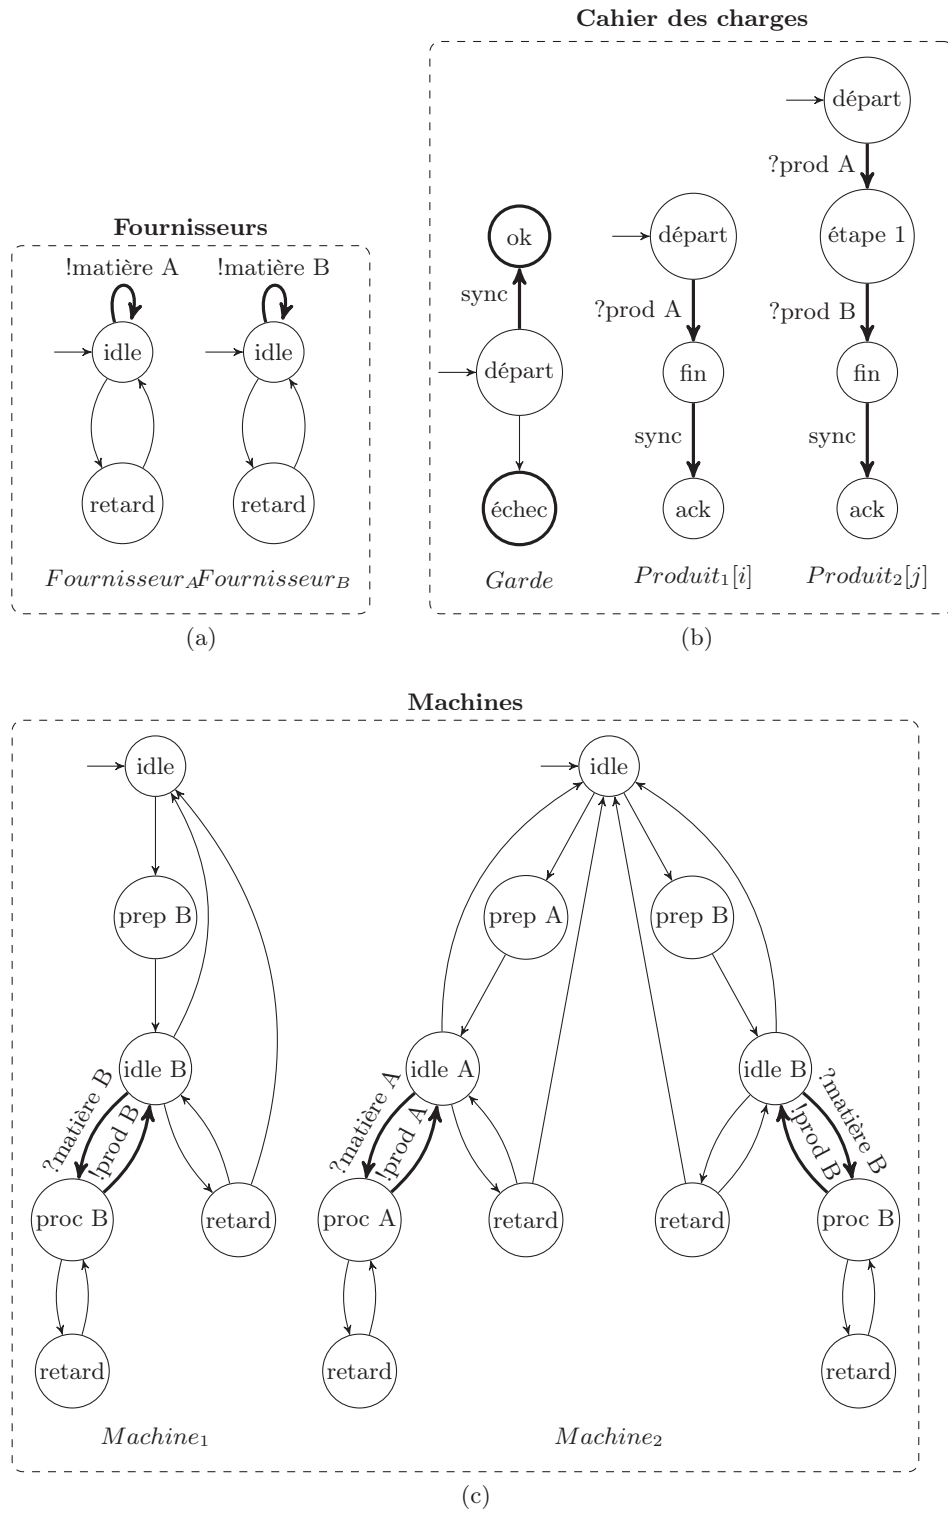 Cahier des charges
départ
?prod A
Fournisseurs
!matière A
!matière B
idle
idle
retard
retard
Fournisseur_A
Fournisseur_B
(a)
ok
sync
départ
échec
Garde
départ
?prod A
fin
sync
ack
Produit₁[i]
étape 1
?prod B
fin
sync
ack
Produit₂[j]
(b)
Machines
idle
prep B
idle B
?matière B
!prod B
proc B
retard
retard
Machine₁
idle
prep A
prep B
idle A
idle B
?matière A
!prod A
!prod B
?matière B
proc A
retard
retard
proc B
retard
retard
Machine₂
(c)